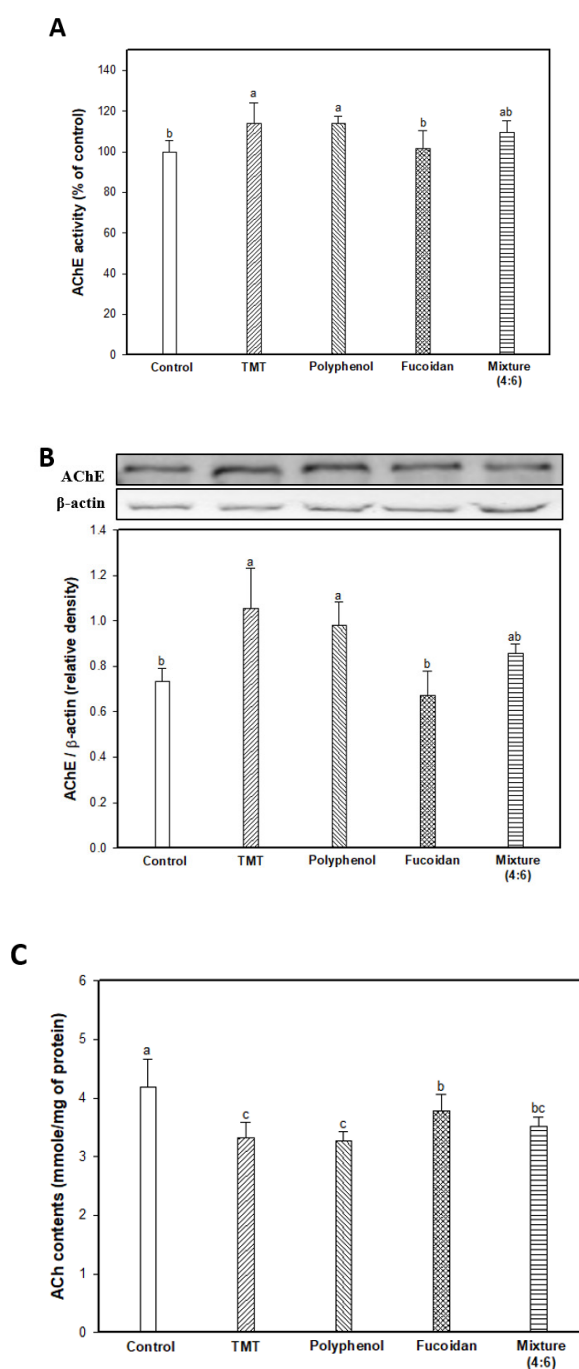 A
AChE activity (% of control)
140
120
100
80
60
40
20
0
b
a
a
b
ab
Control TMT Polyphenol Fucoidan Mixture
(4:6)
B
AChE
β-actin
AChE / β-actin (relative density)
1.4
1.2
1.0
0.8
0.6
0.4
0.2
0.0
b
a
a
b
ab
Control TMT Polyphenol Fucoidan Mixture
(4:6)
C
ACh contents (mmole/mg of protein)
6
5
4
3
2
1
0
a
c
c
b
bc
Control TMT Polyphenol Fucoidan Mixture
(4:6)